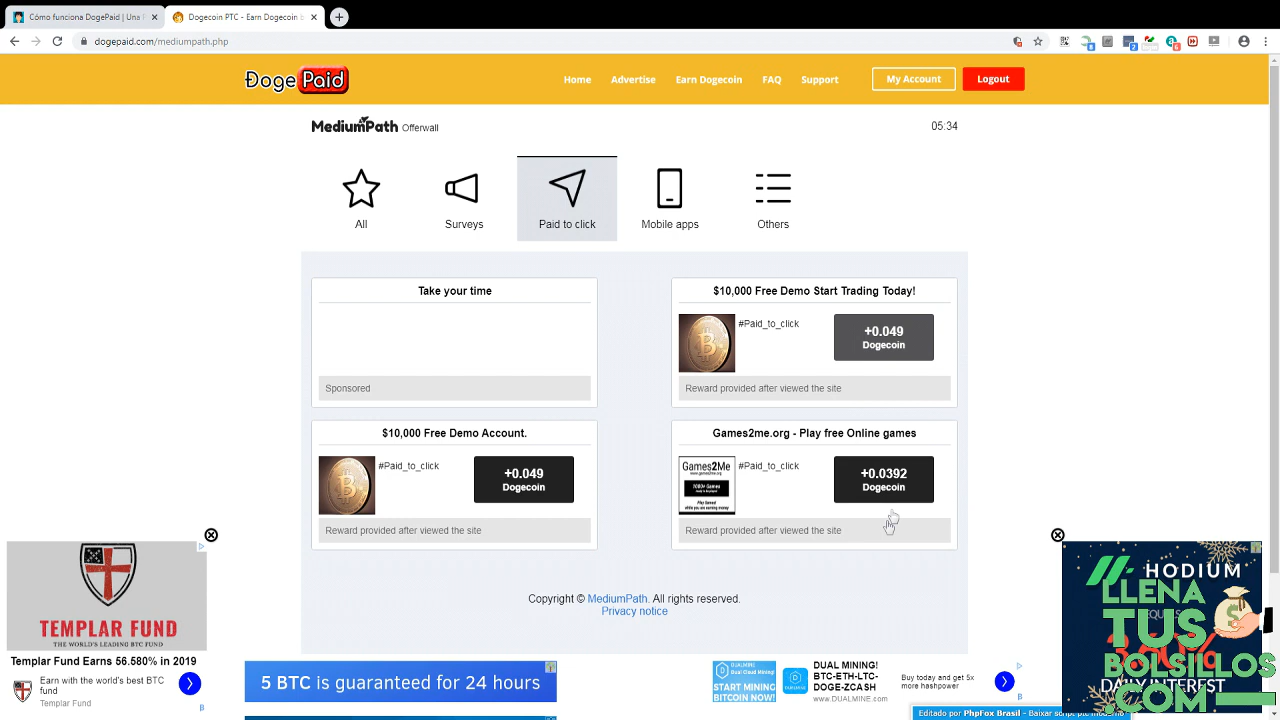 Cómo funciona DogePaid | Una
Dogecoin PTC - Earn Dogecoin b
dogepaid.com/mediumpath.php
Doge Paid
Home
Advertise
Earn Dogecoin
FAQ
Support
My Account
Logout
MediumPath Offerwall
05:34
All
Surveys
Paid to click
Mobile apps
Others
Take your time
Sponsored
$10,000 Free Demo Start Trading Today!
#Paid_to_click
+0.049
Dogecoin
Reward provided after viewed the site
$10,000 Free Demo Account.
#Paid_to_click
+0.049
Dogecoin
Reward provided after viewed the site
Games2me.org - Play free Online games
Games2Me
#Paid_to_click
+0.0392
Dogecoin
Reward provided after viewed the site
Copyright © MediumPath. All rights reserved.
Privacy notice
TEMPLAR FUND
THE WORLD'S LEADING BTC FUND
Templar Fund Earns 56.580% in 2019
Earn with the world's best BTC
fund
Templar Fund
5 BTC is guaranteed for 24 hours
DUALMINE
START MINING
BITCOIN NOW!
DUAL MINING!
BTC-ETH-LTC-
DOGE-ZCASH
WWW.DUALMINE.COM
Buy today and get 5x
more hashpower
HODIUM
LLENA
TUS
BOLSILLOS
.COM
DAILY INTEREST
Editado por PhpFox Brasil - Baixar